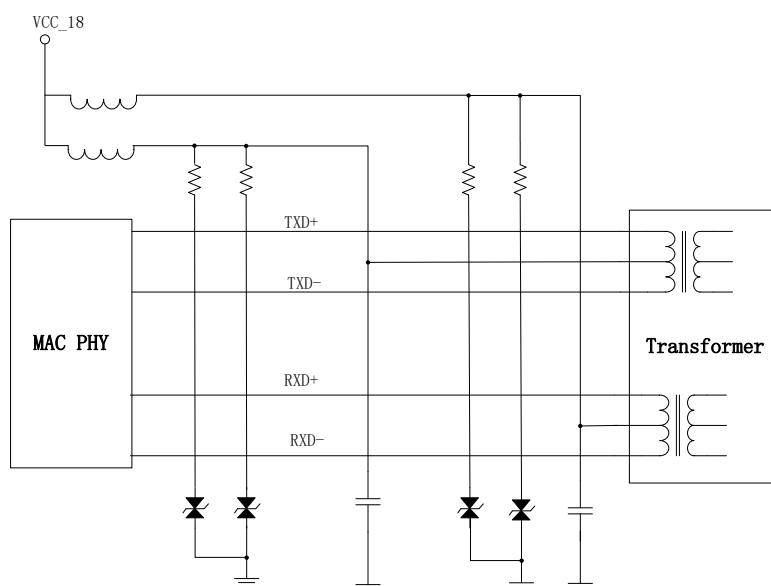 VCC_18
TXD+
TXD-
MAC PHY
Transformer
RXD+
RXD-